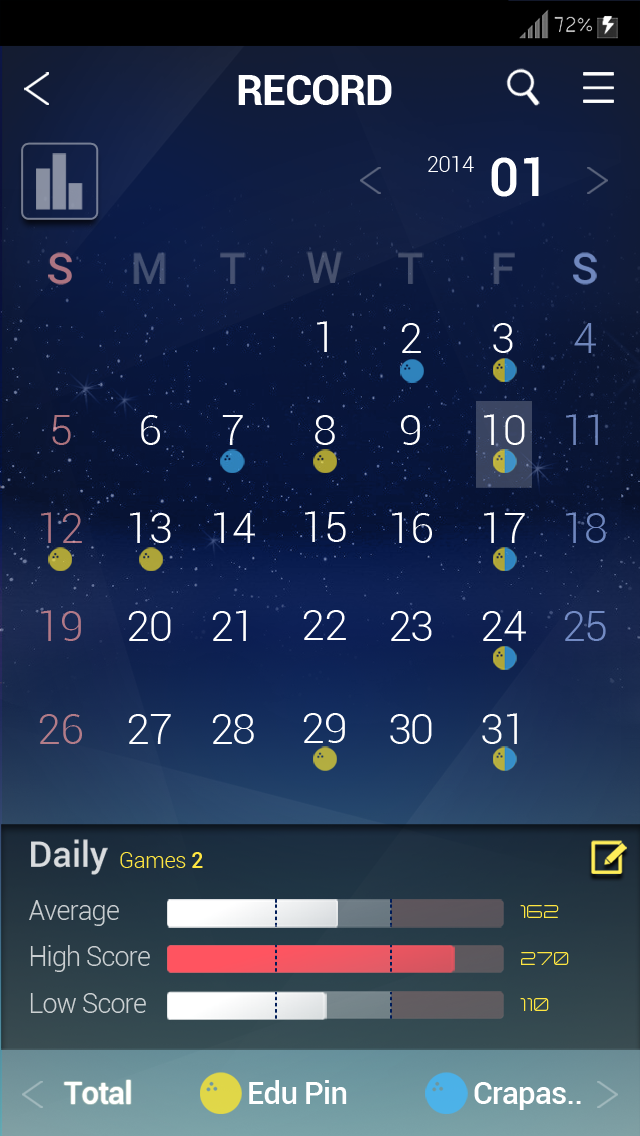 72%
RECORD
2014 01
S M T W T F S
1 2 3 4
5 6 7 8 9 10 11
12 13 14 15 16 17 18
19 20 21 22 23 24 25
26 27 28 29 30 31
Daily Games 2
Average 162
High Score 270
Low Score 110
Total Edu Pin Crapas..